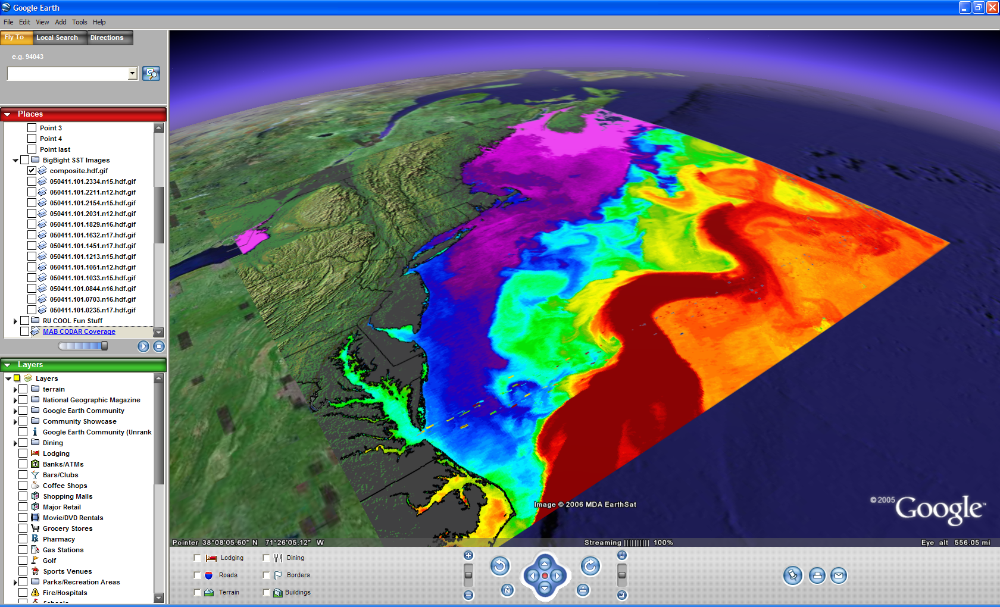 Google Earth
File Edit View Add Tools Help
Fly To Local Search Directions
e.g. 94043
Places
Point 3
Point 4
Point last
BigBight SST Images
composite.hdf.gif
050411.101.2334.n15.hdf.gif
050411.101.2211.n12.hdf.gif
050411.101.2154.n15.hdf.gif
050411.101.2031.n12.hdf.gif
050411.101.1829.n16.hdf.gif
050411.101.1632.n17.hdf.gif
050411.101.1451.n17.hdf.gif
050411.101.1213.n15.hdf.gif
050411.101.1051.n12.hdf.gif
050411.101.1033.n15.hdf.gif
050411.101.0844.n16.hdf.gif
050411.101.0703.n16.hdf.gif
050411.101.0235.n17.hdf.gif
RU COOL Fun Stuff
MAB CODAR Coverage
Layers
Layers
terrain
National Geographic Magazine
Google Earth Community
Community Showcase
Google Earth Community (Unrank
Dining
Lodging
Banks/ATMs
Bars/Clubs
Coffee Shops
Shopping Malls
Major Retail
Movie/DVD Rentals
Grocery Stores
Pharmacy
Gas Stations
Golf
Sports Venues
Parks/Recreation Areas
Fire/Hospitals
Image © 2006 MDA EarthSat
©2005 Google™
Pointer 38°08'05.60" N 71°26'05.12" W Streaming |||||||||| 100% Eye alt 556.05 mi
Lodging Dining
Roads Borders
Terrain Buildings
N